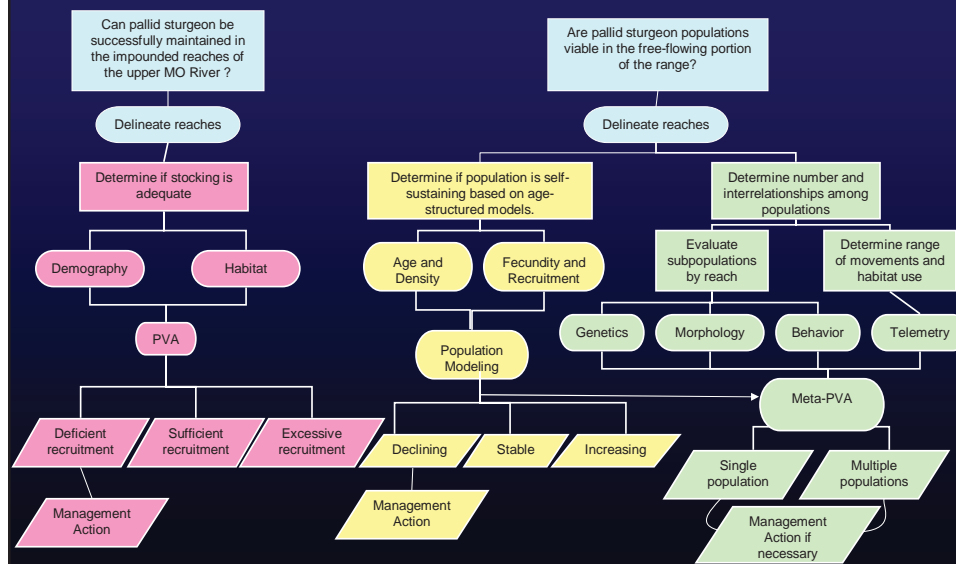 Can pallid sturgeon be
successfully maintained in
the impounded reaches of
the upper MO River ?
Are pallid sturgeon populations
viable in the free-flowing portion
of the range?
Delineate reaches
Delineate reaches
Determine if stocking is
adequate
Determine if population is self-
sustaining based on
age-
structured models.
Determine number and
interrelationships among
populations
Demography
Habitat
Age and
Density
Fecundity and
Recruitment
Evaluate
subpopulations
by reach
Determine range
of movements and
habitat use
PVA
Population
Modeling
Genetics
Morphology
Behavior
Telemetry
Meta-PVA
Deficient
recruitment
Sufficient
recruitment
Excessive
recruitment
Declining
Stable
Increasing
Single
population
Multiple
populations
Management
Action
Management
Action
Management
Action if
necessary